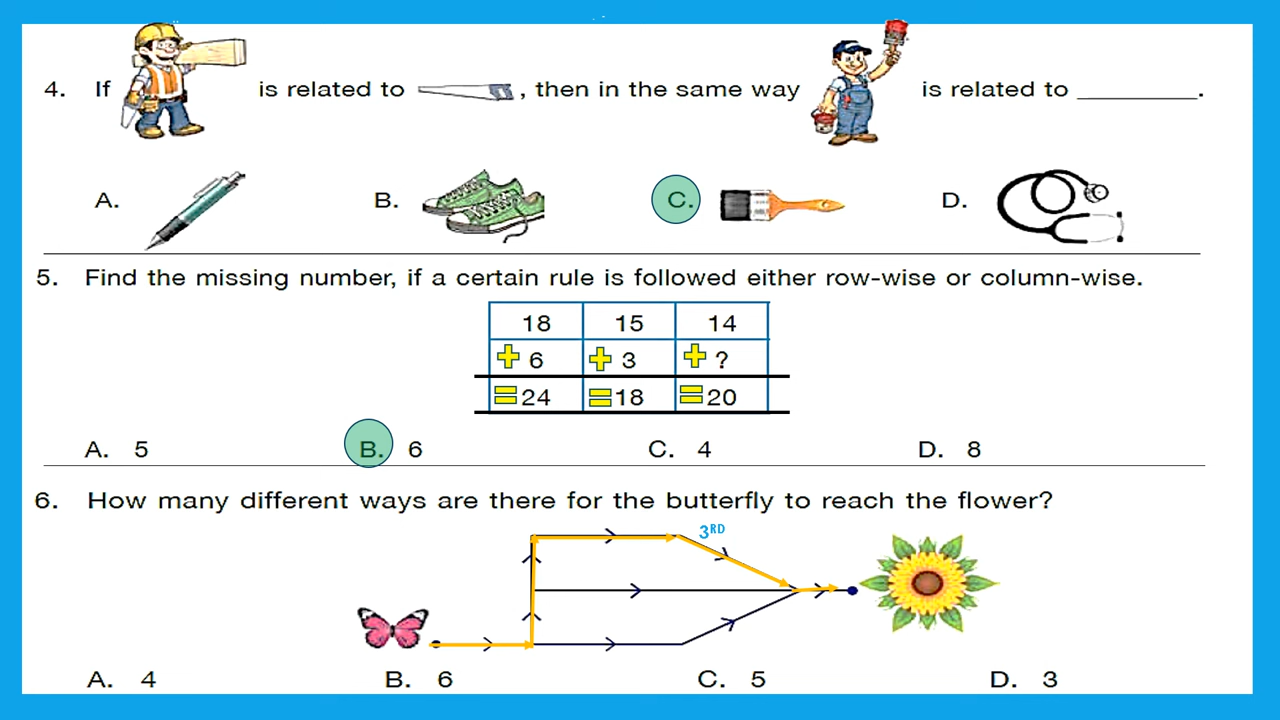 4. If is related to , then in the same way is related to __________.
A. B. C. D.
5. Find the missing number, if a certain rule is followed either row-wise or column-wise.
18 15 14
+ 6 + 3 + ?
= 24 = 18 = 20
A. 5 B. 6 C. 4 D. 8
6. How many different ways are there for the butterfly to reach the flower?
3RD
A. 4 B. 6 C. 5 D. 3